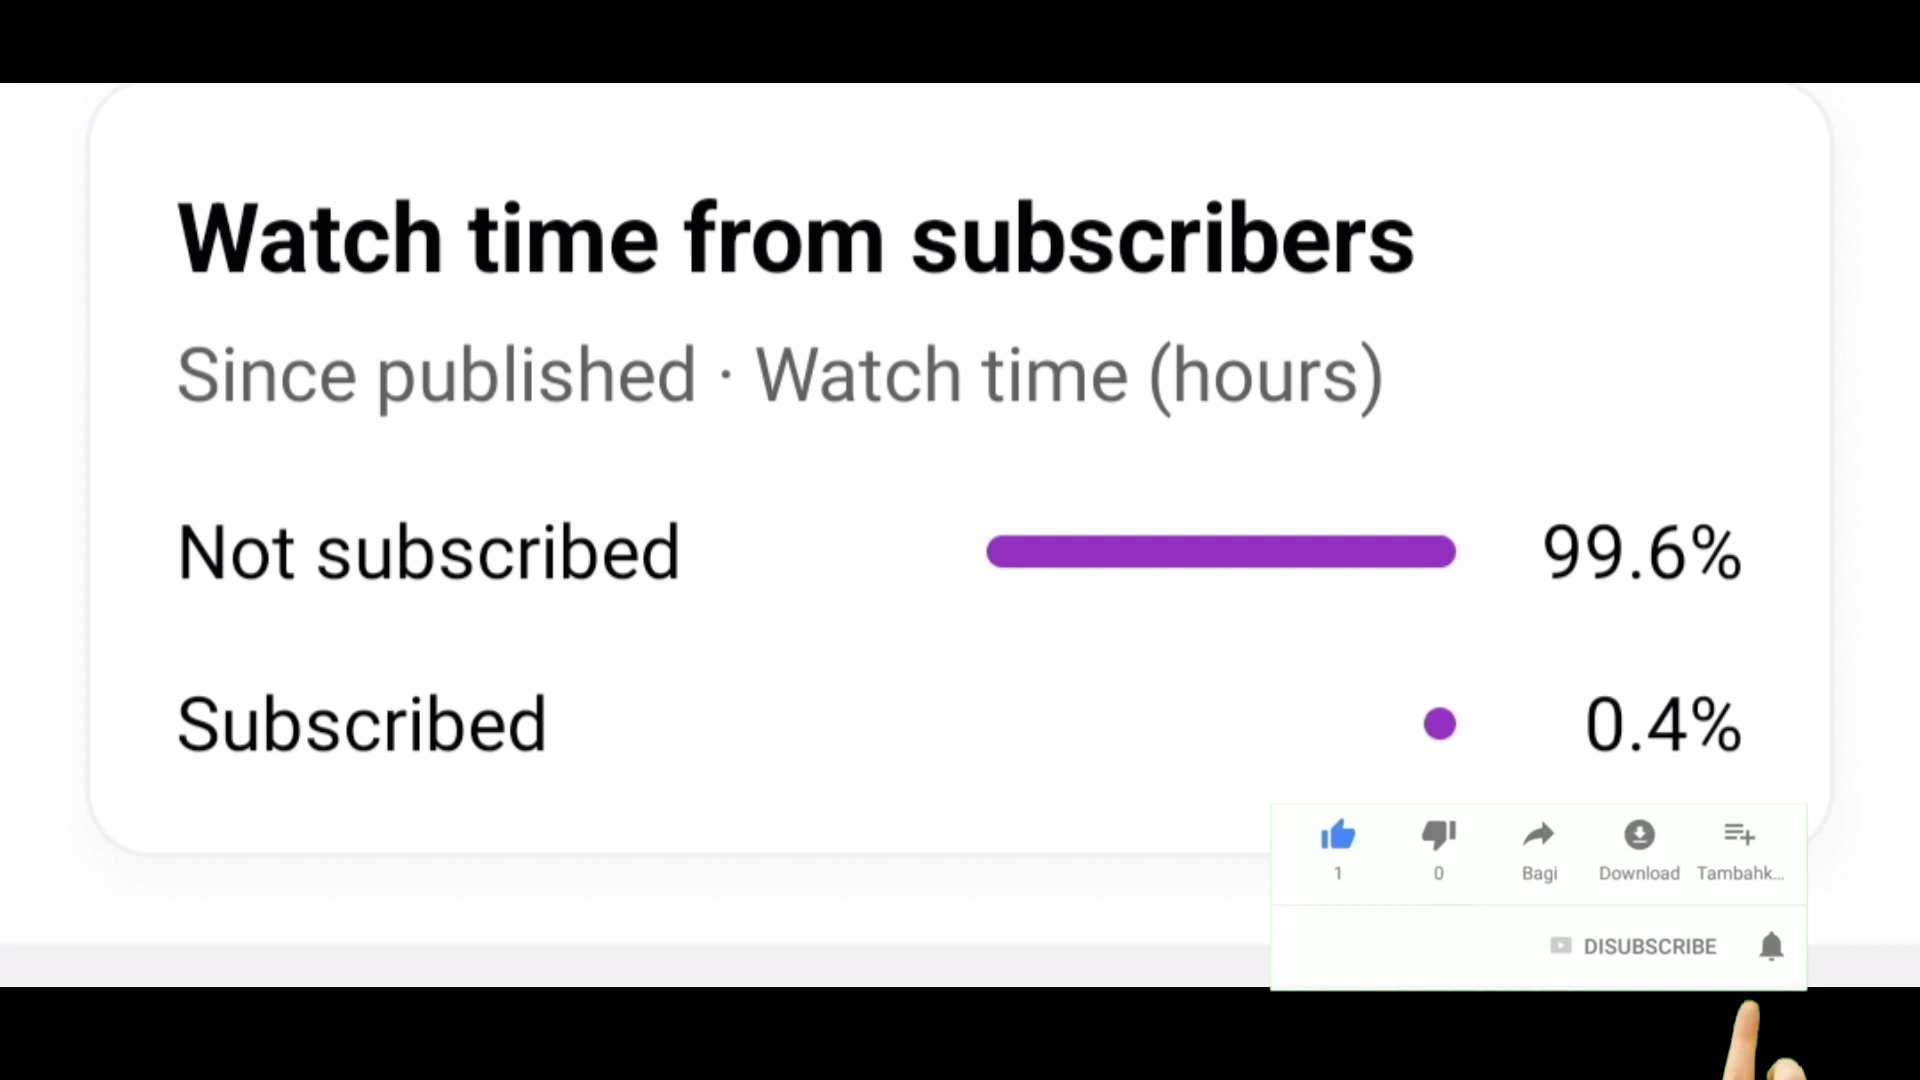 Watch time from subscribers
Since published · Watch time (hours)
Not subscribed 99.6%
Subscribed 0.4%
1 0 Bagi Download Tambahk...
DISUBSCRIBE